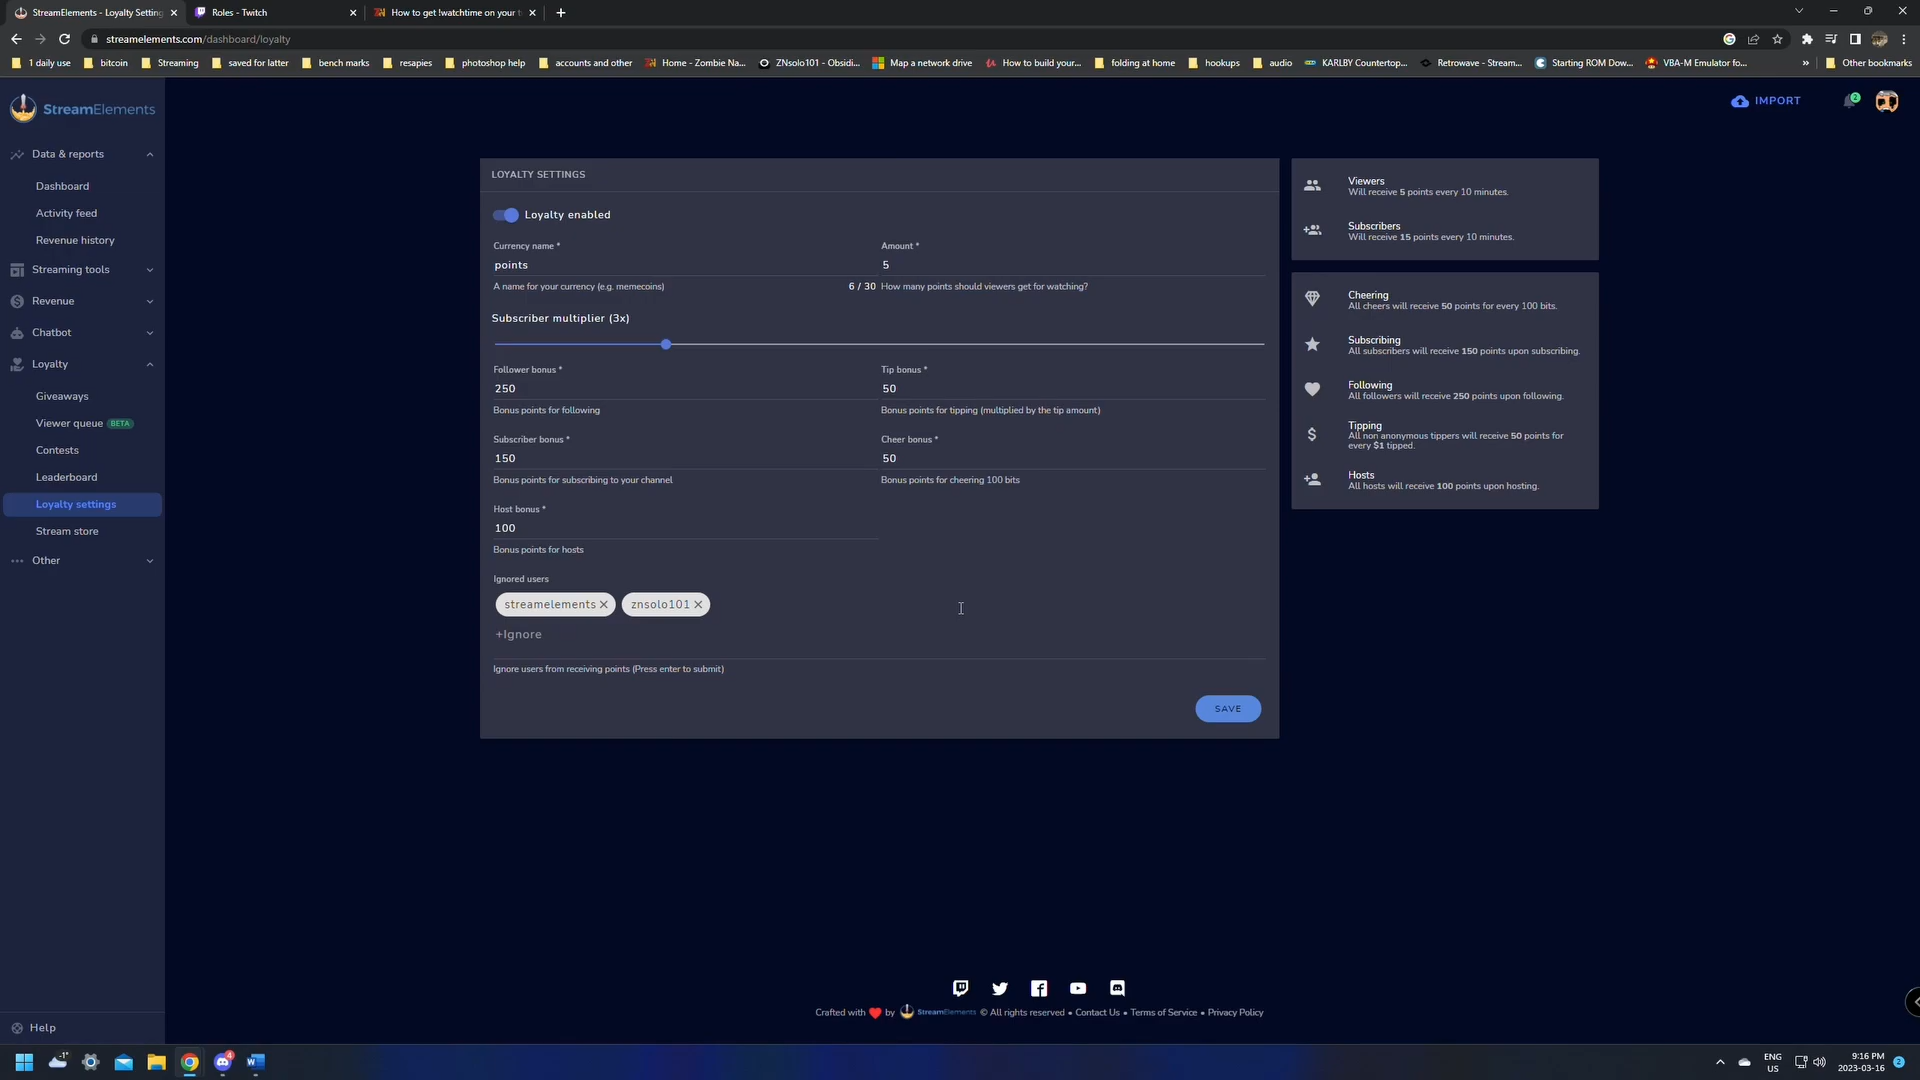 StreamElements - Loyalty Setting
Roles - Twitch
How to get !watchtime on your t
streamelements.com/dashboard/loyalty
1 daily use
bitcoin
Streaming
saved for latter
bench marks
resapies
photoshop help
accounts and other
Home - Zombie Na...
ZNsolo101 - Obsidi...
Map a network drive
How to build your...
folding at home
hookups
audio
KARLBY Countertop...
Retrowave - Stream...
Starting ROM Dow...
VBA-M Emulator fo...
»
Other bookmarks
StreamElements
IMPORT
2
Data & reports
Dashboard
Activity feed
Revenue history
Streaming tools
Revenue
Chatbot
Loyalty
Giveaways
Viewer queue BETA
Contests
Leaderboard
Loyalty settings
Stream store
Other
Help
LOYALTY SETTINGS
Loyalty enabled
Currency name *
points
A name for your currency (e.g. memecoins)
6 / 30
Amount *
5
How many points should viewers get for watching?
Subscriber multiplier (3x)
Follower bonus *
250
Bonus points for following
Tip bonus *
50
Bonus points for tipping (multiplied by the tip amount)
Subscriber bonus *
150
Bonus points for subscribing to your channel
Cheer bonus *
50
Bonus points for cheering 100 bits
Host bonus *
100
Bonus points for hosts
Ignored users
streamelements
znsolo101
+Ignore
Ignore users from receiving points (Press enter to submit)
SAVE
Viewers
Will receive 5 points every 10 minutes.
Subscribers
Will receive 15 points every 10 minutes.
Cheering
All cheers will receive 50 points for every 100 bits.
Subscribing
All subscribers will receive 150 points upon subscribing.
Following
All followers will receive 250 points upon following.
Tipping
All non anonymous tippers will receive 50 points for
every $1 tipped.
Hosts
All hosts will receive 100 points upon hosting.
Crafted with ❤ by StreamElements © All rights reserved • Contact Us • Terms of Service • Privacy Policy
-1°
4
ENG
US
9:16 PM
2023-03-16
2